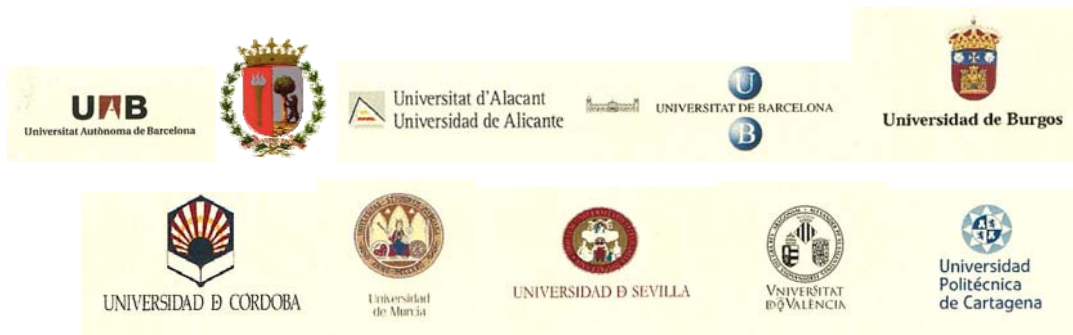 UAB
Universitat Autònoma de Barcelona
Universitat d'Alacant
Universidad de Alicante
U
UNIVERSITAT DE BARCELONA
B
Universidad de Burgos
UNIVERSIDAD Ð CORDOBA
Universidad
de Murcia
UNIVERSIDAD Ð SEVILLA
VNIVERSITAT
D VALÈNCIA
Universidad
Politécnica
de Cartagena